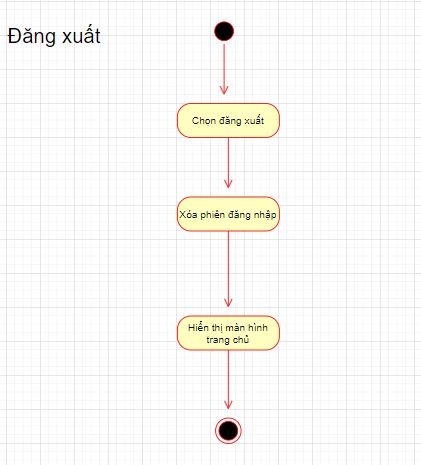 Đăng xuất
Chọn đăng xuất
Xóa phiên đăng nhập
Hiển thị màn hình
trang chủ